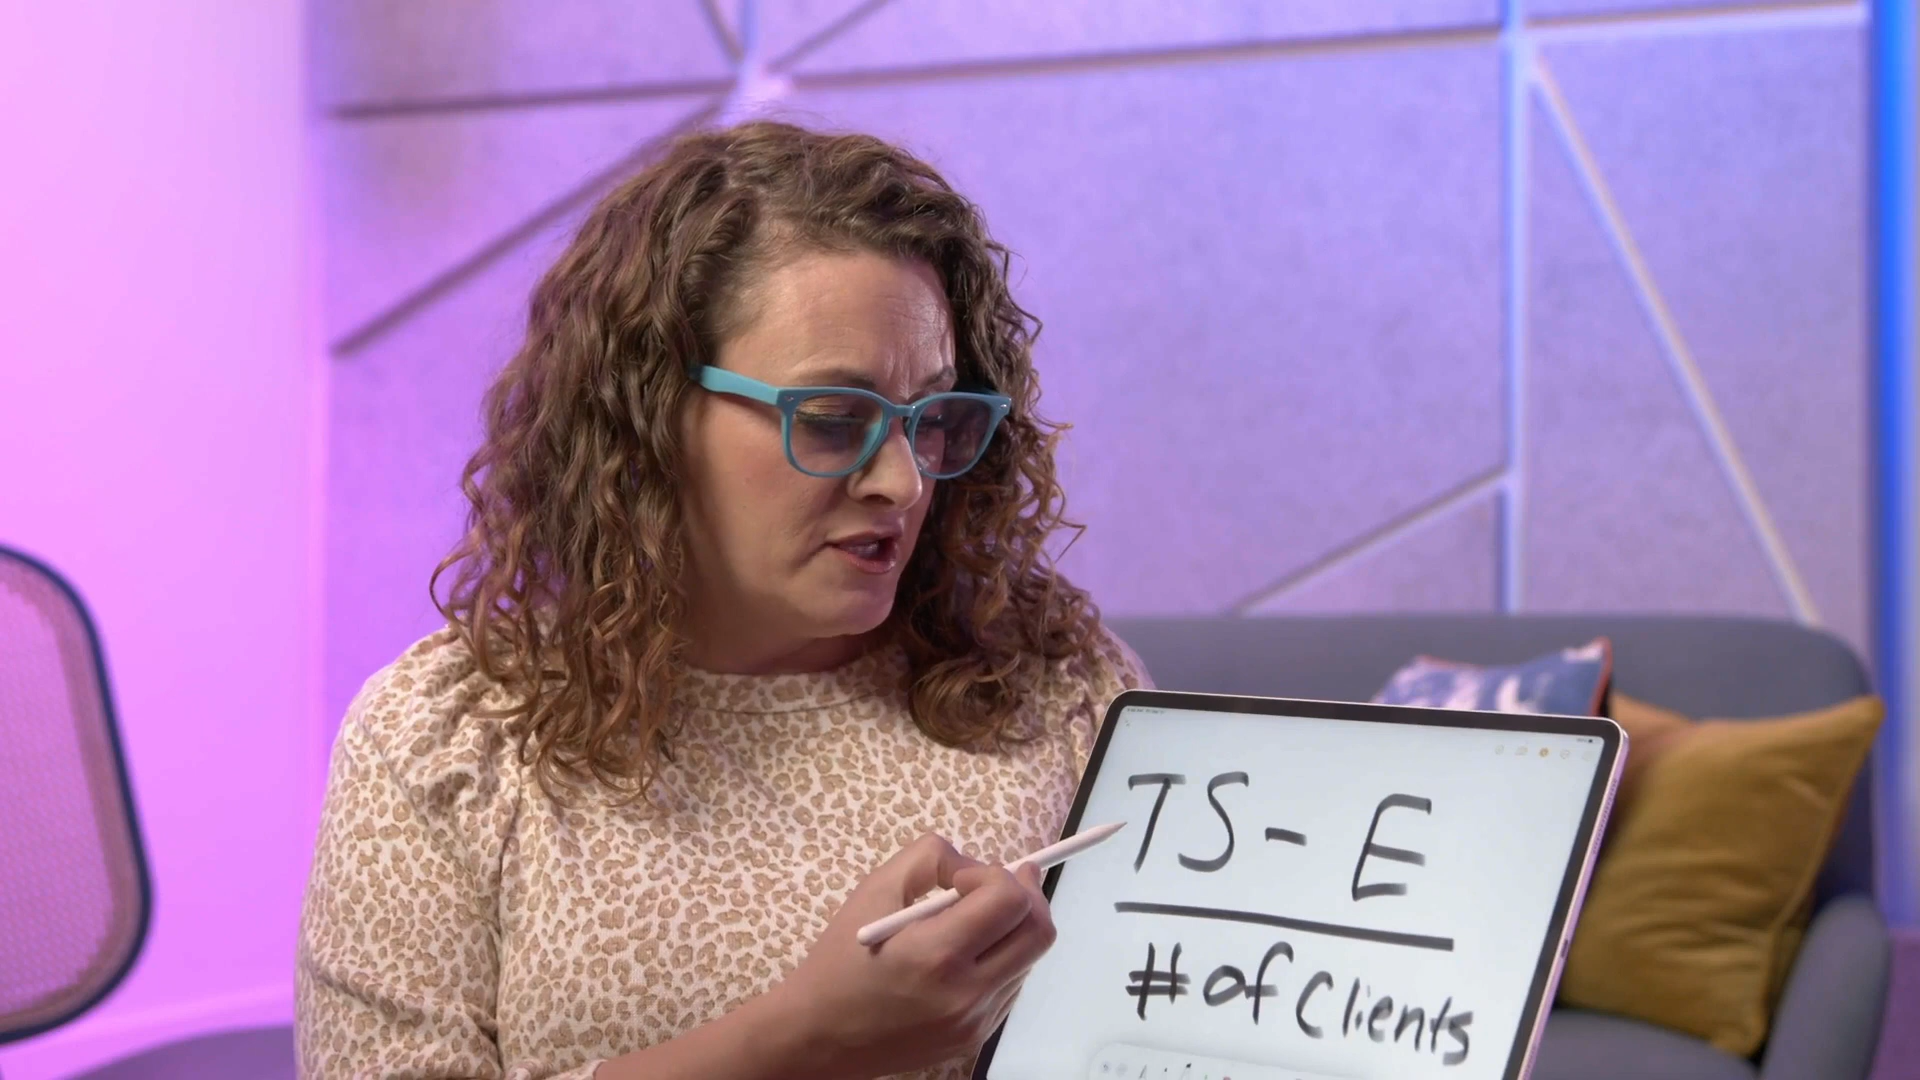 TS- E
# of Clients